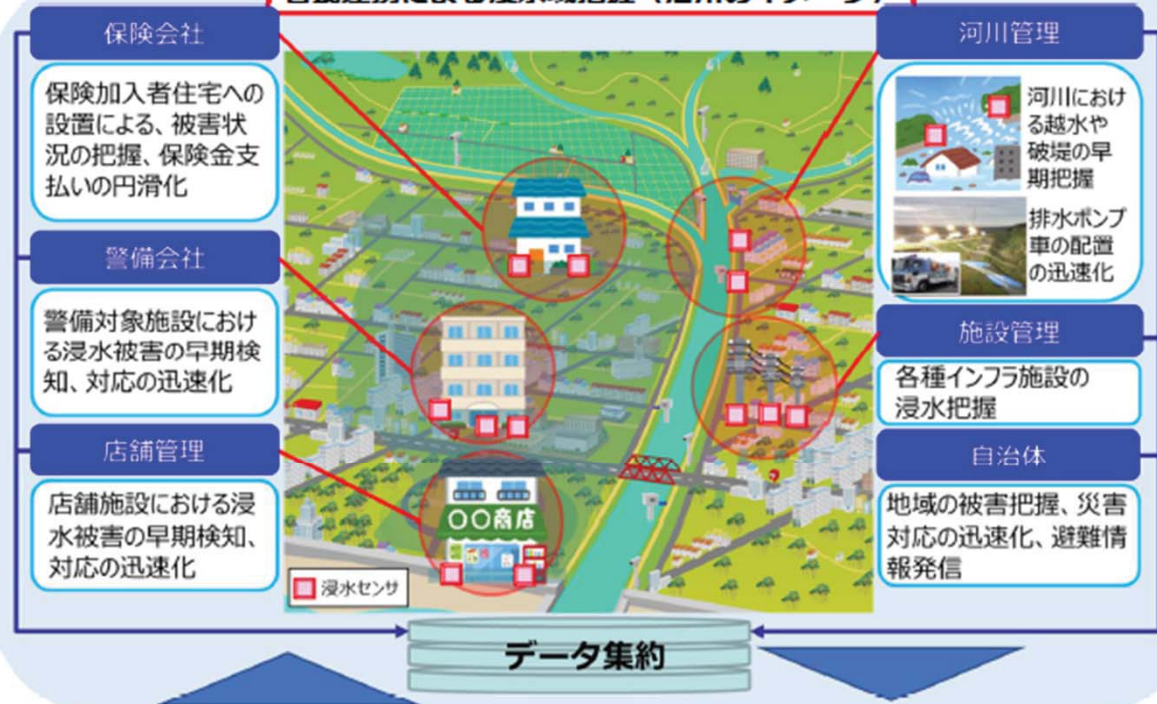 保険会社
保険加入者住宅への
設置による、被害状
況の把握、保険金支
払いの円滑化
警備会社
警備対象施設におけ
る浸水被害の早期検
知、対応の迅速化
店舗管理
店舗施設における浸
水被害の早期検知、
対応の迅速化
〇〇商店
浸水センサ
河川管理
河川におけ
る越水や
破堤の早
期把握
排水ポンプ
車の配置
の迅速化
施設管理
各種インフラ施設の
浸水把握
自治体
地域の被害把握、災害
対応の迅速化、避難情
報発信
データ集約